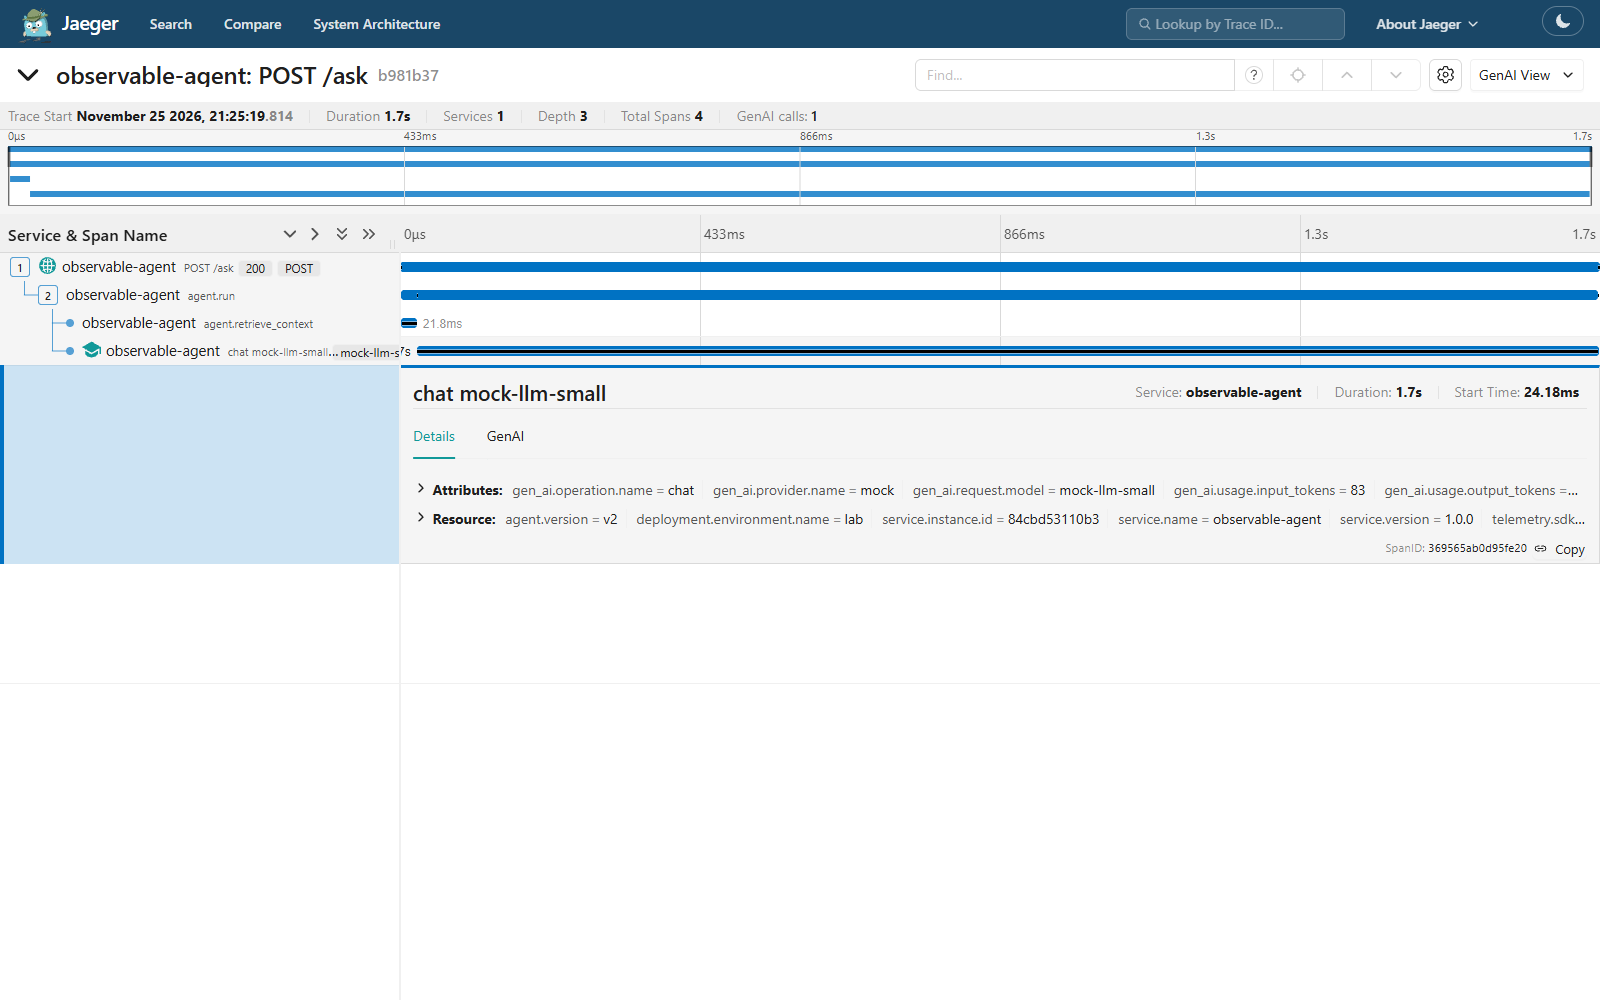 Jaeger Search Compare System Architecture Lookup by Trace ID... About Jaeger
observable-agent: POST /ask b981b37 Find... ? GenAI View
Trace Start November 25 2026, 21:25:19.814 Duration 1.7s Services 1 Depth 3 Total Spans 4 GenAI calls: 1
0μs 433ms 866ms 1.3s 1.7s
Service & Span Name 0μs 433ms 866ms 1.3s 1.7s
1 observable-agent POST /ask 200 POST
2 observable-agent agent.run
observable-agent agent.retrieve_context 21.8ms
observable-agent chat mock-llm-small... mock-llm-s 7s
chat mock-llm-small Service: observable-agent Duration: 1.7s Start Time: 24.18ms
Details GenAI
Attributes: gen_ai.operation.name = chat gen_ai.provider.name = mock gen_ai.request.model = mock-llm-small gen_ai.usage.input_tokens = 83 gen_ai.usage.output_tokens =...
Resource: agent.version = v2 deployment.environment.name = lab service.instance.id = 84cbd53110b3 service.name = observable-agent service.version = 1.0.0 telemetry.sdk...
SpanID: 369565ab0d95fe20 Copy